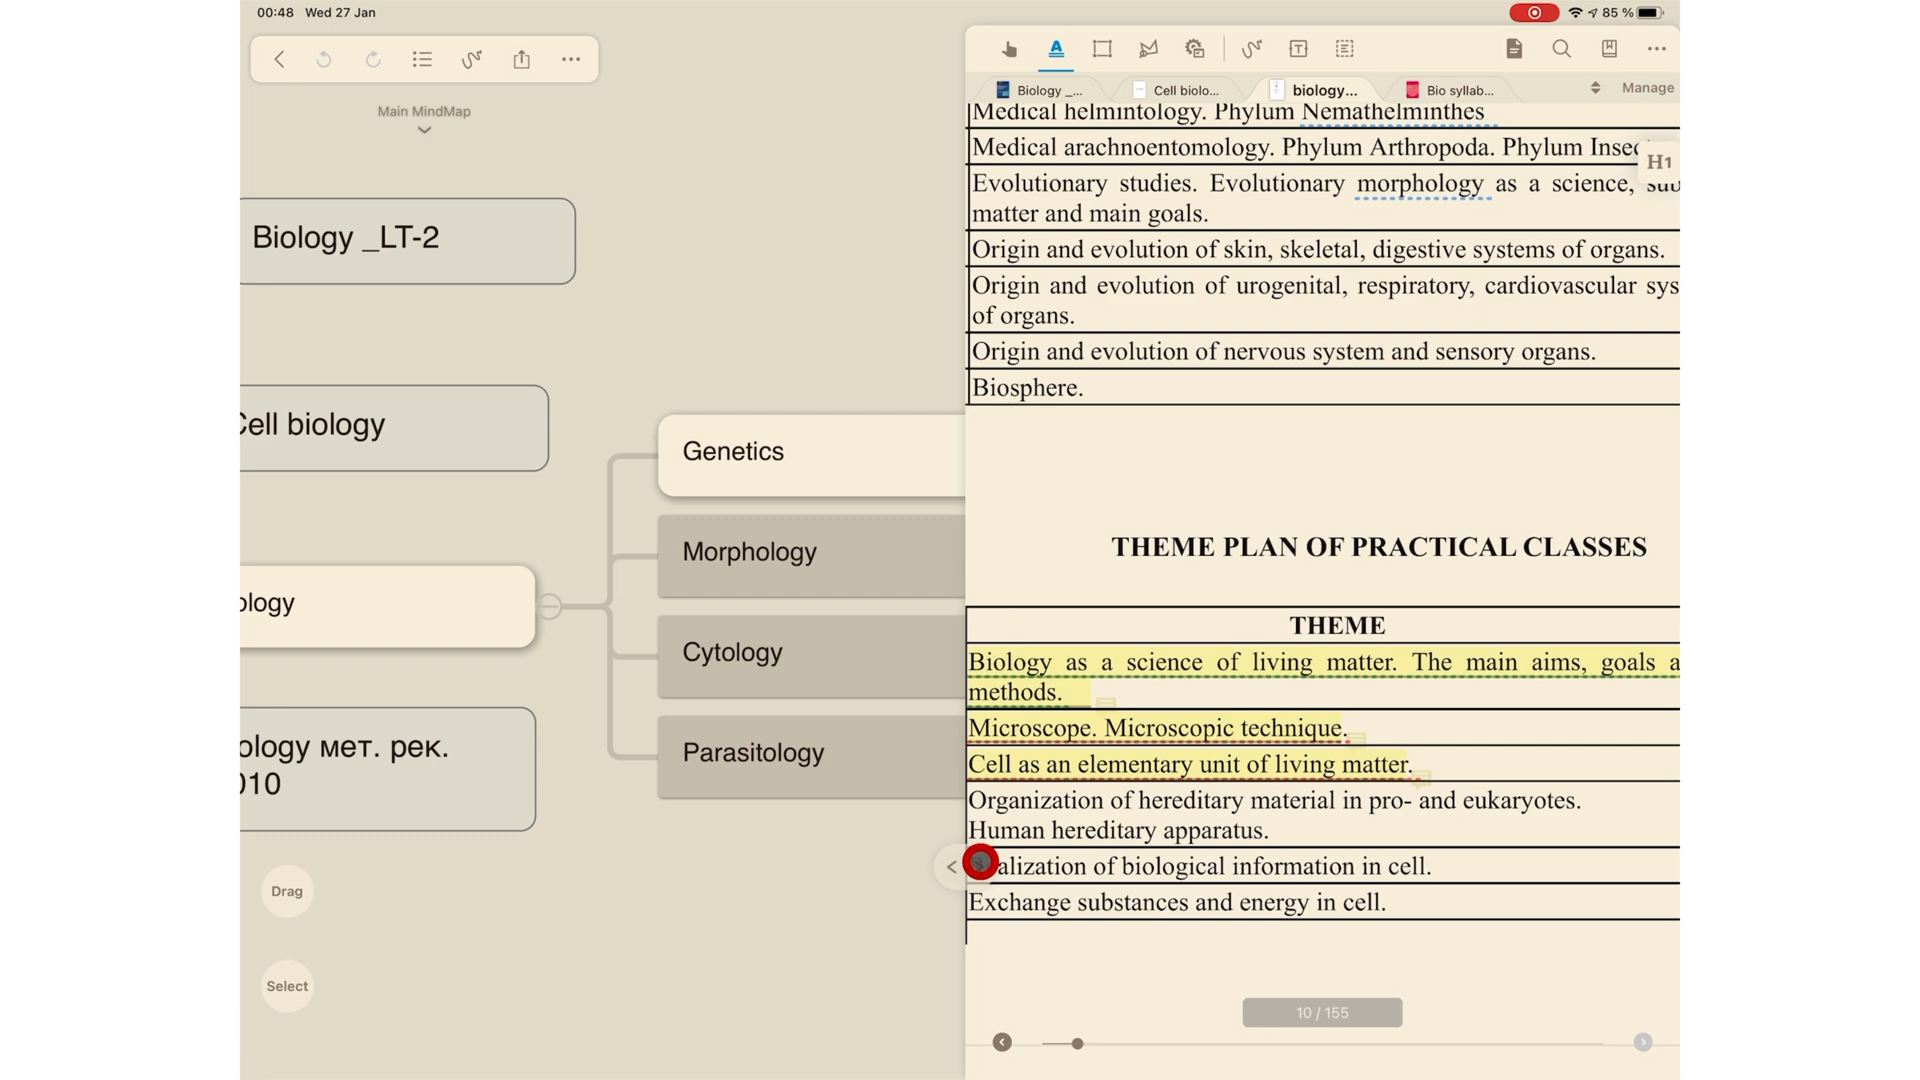 00:48 Wed 27 Jan
85 %
Main MindMap
Biology _LT-2
Cell biology
ology
ology мет. рек.
010
Genetics
Morphology
Cytology
Parasitology
Drag
Select
Biology _...
Cell biolo...
biology...
Bio syllab...
Manage
H1
Medical helmintology. Phylum Nemathelminthes
Medical arachnoentomology. Phylum Arthropoda. Phylum Insec
Evolutionary studies. Evolutionary morphology as a science, sub
matter and main goals.
Origin and evolution of skin, skeletal, digestive systems of organs.
Origin and evolution of urogenital, respiratory, cardiovascular sys
of organs.
Origin and evolution of nervous system and sensory organs.
Biosphere.
THEME PLAN OF PRACTICAL CLASSES
THEME
Biology as a science of living matter. The main aims, goals a
methods.
Microscope. Microscopic technique.
Cell as an elementary unit of living matter.
Organization of hereditary material in pro- and eukaryotes.
Human hereditary apparatus.
alization of biological information in cell.
Exchange substances and energy in cell.
10 / 155